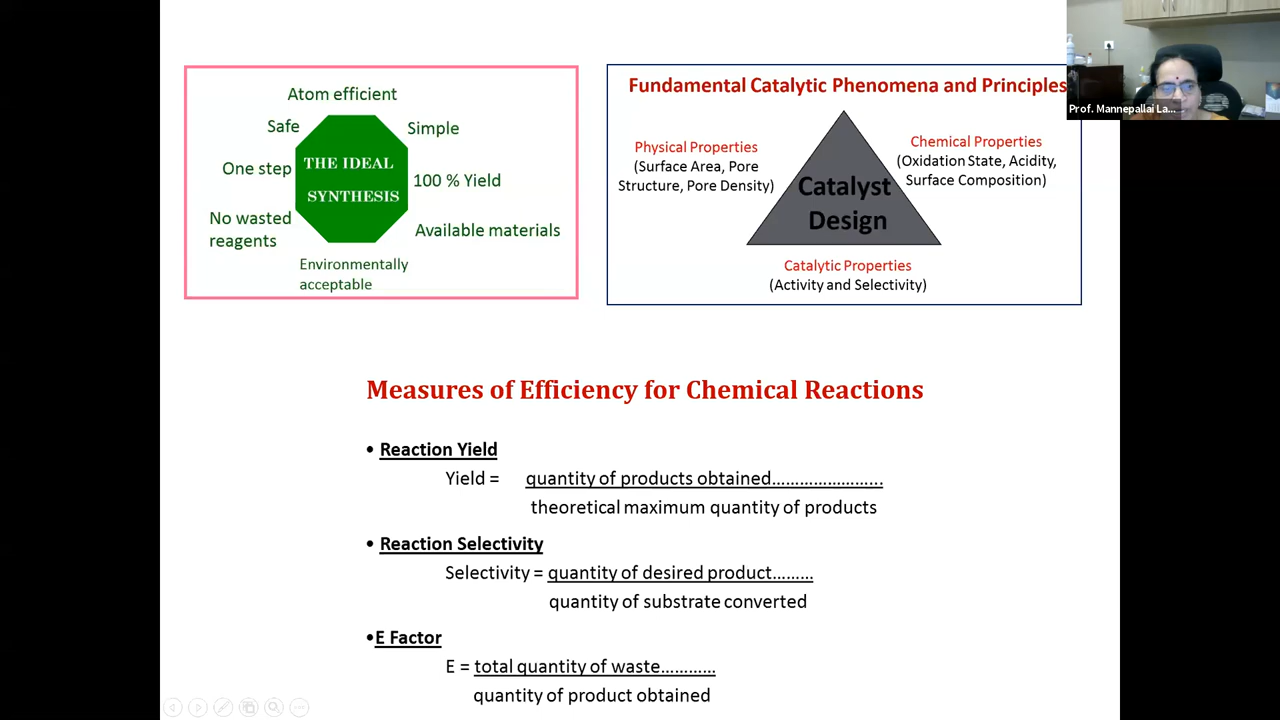 Atom efficient
Safe
Simple
One step
THE IDEAL
SYNTHESIS
100 % Yield
No wasted
reagents
Available materials
Environmentally
acceptable
Fundamental Catalytic Phenomena and Principles
Physical Properties
(Surface Area, Pore
Structure, Pore Density)
Chemical Properties
(Oxidation State, Acidity,
Surface Composition)
Catalyst
Design
Catalytic Properties
(Activity and Selectivity)
Prof. Mannepallai La...
Measures of Efficiency for Chemical Reactions
• Reaction Yield
Yield = quantity of products obtained........................
theoretical maximum quantity of products
• Reaction Selectivity
Selectivity = quantity of desired product.........
quantity of substrate converted
•E Factor
E = total quantity of waste............
quantity of product obtained